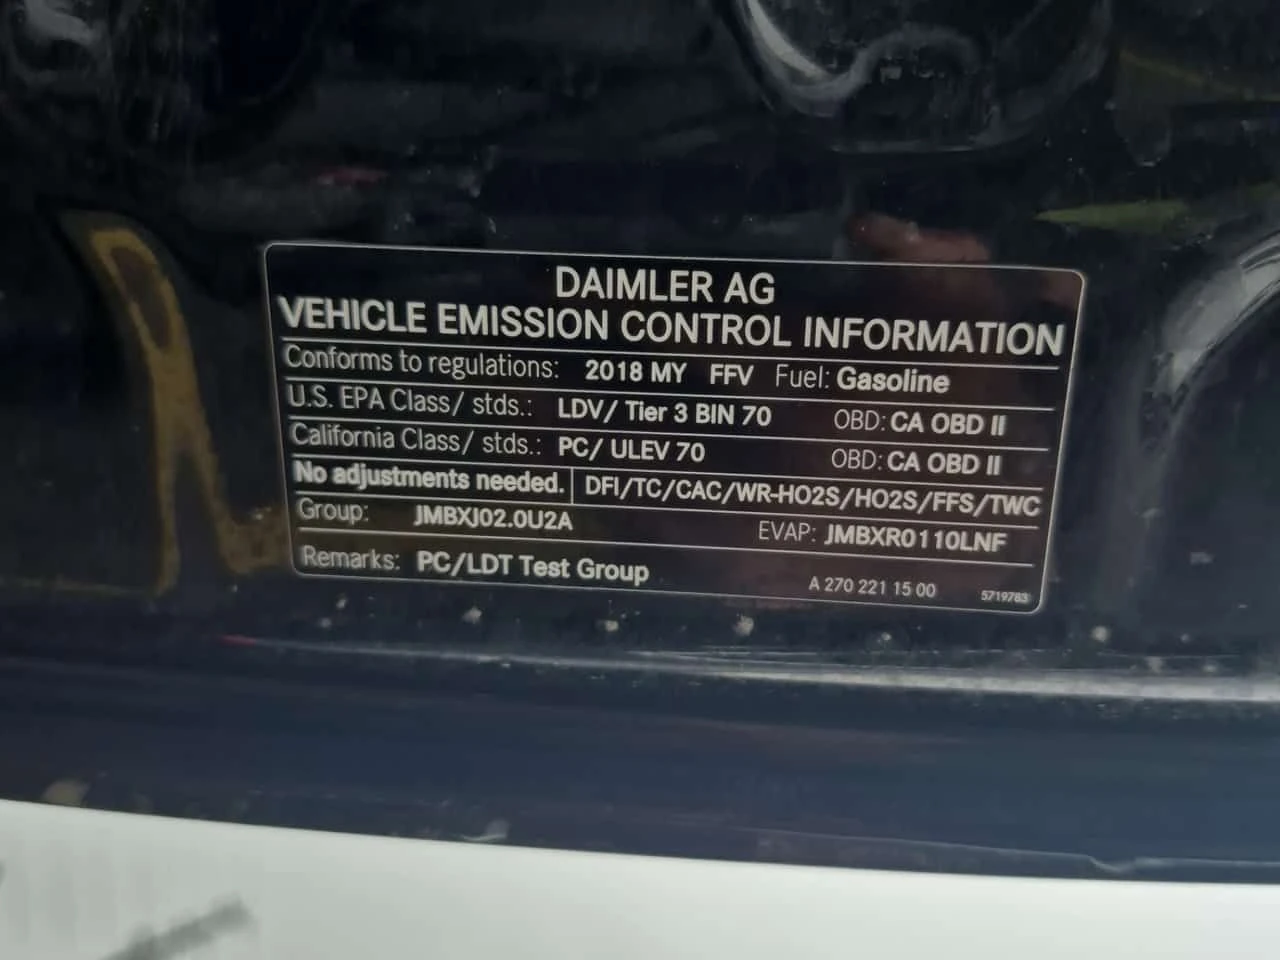 DAIMLER AG
VEHICLE EMISSION CONTROL INFORMATION
Conforms to regulations: 2018 MY FFV Fuel: Gasoline
U.S. EPA Class/ stds.: LDV/ Tier 3 BIN 70 OBD: CA OBD II
California Class/ stds.: PC/ ULEV 70 OBD: CA OBD II
No adjustments needed. DFI/TC/CAC/WR-HO2S/HO2S/FFS/TWC
Group: JMBXJ02.0U2A EVAP: JMBXR0110LNF
Remarks: PC/LDT Test Group A 270 221 15 00 5719783